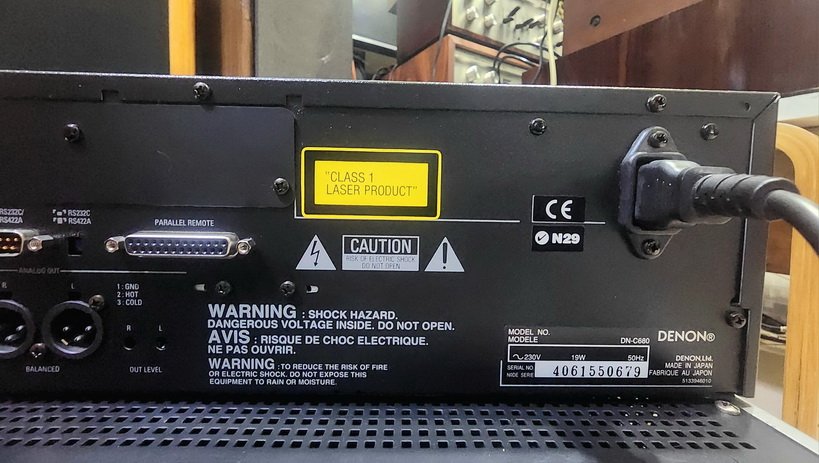 "CLASS 1
LASER PRODUCT"
CE
N29
RS232C/
RS422A
RS232C
RS422A
PARALLEL REMOTE
ANALOG OUT
R
L
1 : GND
2 : HOT
3 : COLD
R
L
BALANCED
OUT LEVEL
CAUTION
RISK OF ELECTRIC SHOCK
DO NOT OPEN
WARNING : SHOCK HAZARD.
DANGEROUS VOLTAGE INSIDE. DO NOT OPEN.
AVIS : RISQUE DE CHOC ELECTRIQUE.
NE PAS OUVRIR.
WARNING : TO REDUCE THE RISK OF FIRE
OR ELECTRIC SHOCK. DO NOT EXPOSE THIS
EQUIPMENT TO RAIN OR MOISTURE.
MODEL NO.
MODELE
DN-C680
230V 19W 50Hz
SERIAL NO
NIDE SERIE
4061550679
DENON®
DENON,Ltd.
MADE IN JAPAN
FABRIQUE AU JAPON
5133946010